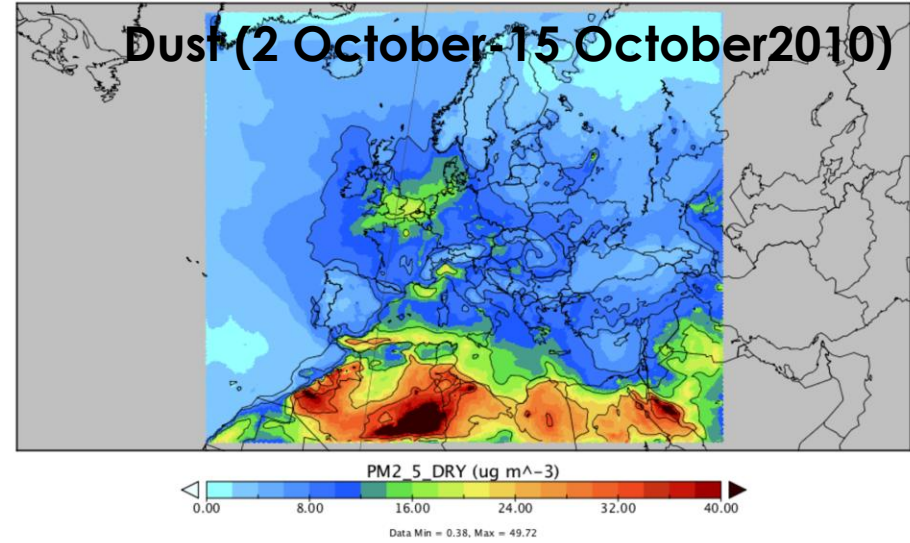 Dust (2 October- 15 October2010)
PM2_5_DRY (ug m^-3)
0.00 8.00 16.00 24.00 32.00 40.00
Data Min = 0.38, Max = 49.72